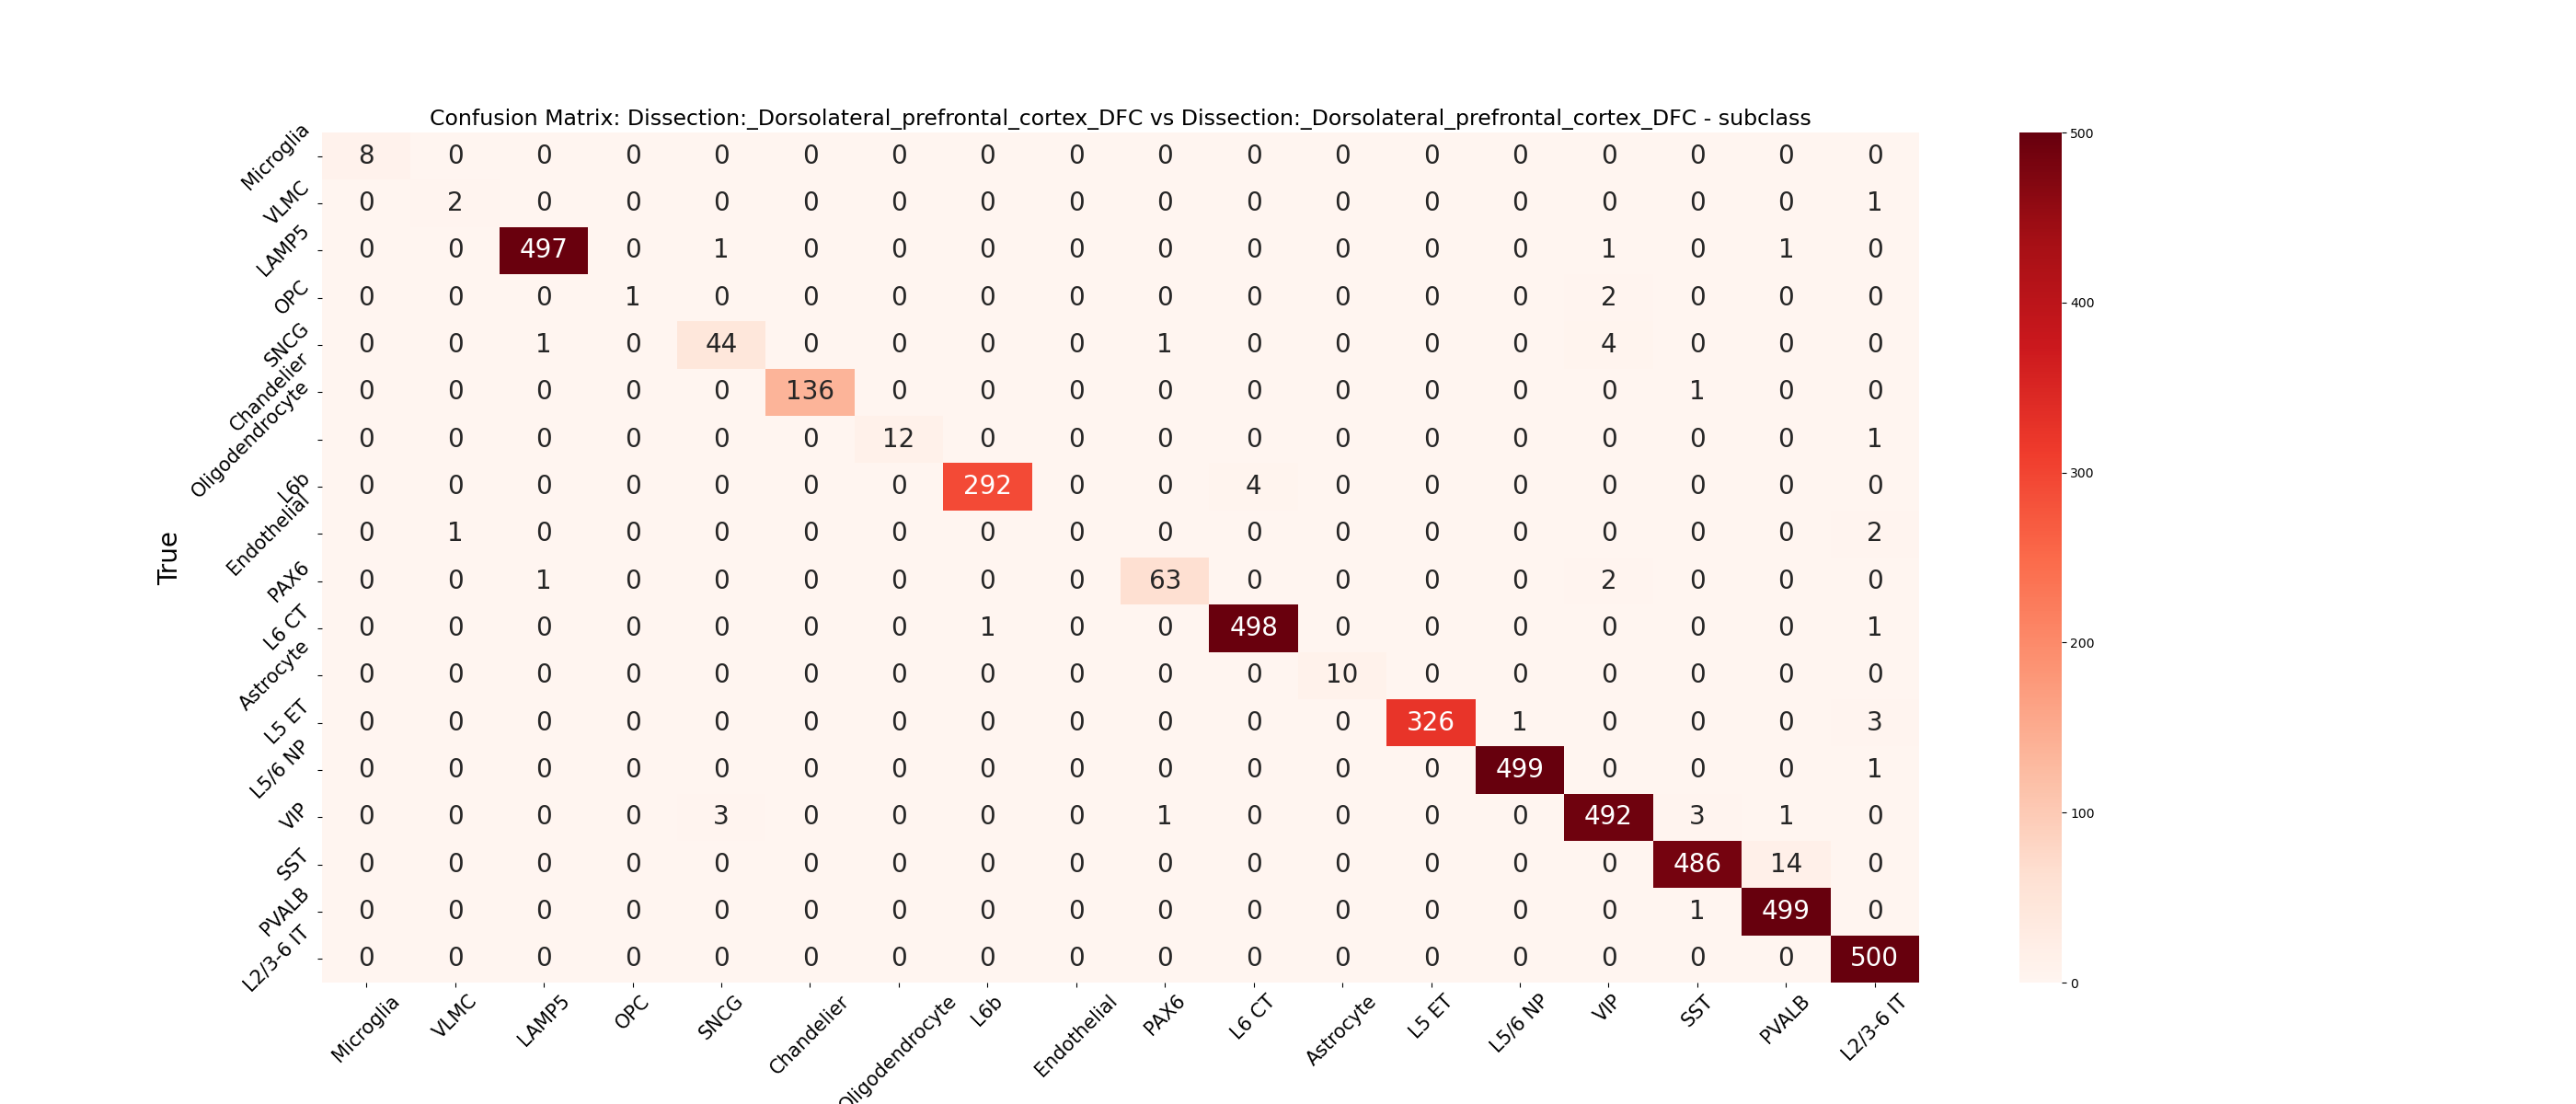 Confusion Matrix: Dissection:_Dorsolateral_prefrontal_cortex_DFC vs Dissection:_Dorsolateral_prefrontal_cortex_DFC - subclass
True
Microglia 8 0 0 0 0 0 0 0 0 0 0 0 0 0 0 0 0 0
VLMC 0 2 0 0 0 0 0 0 0 0 0 0 0 0 0 0 0 1
LAMP5 0 0 497 0 1 0 0 0 0 0 0 0 0 0 1 0 1 0
OPC 0 0 0 1 0 0 0 0 0 0 0 0 0 0 2 0 0 0
SNCG 0 0 1 0 44 0 0 0 0 1 0 0 0 0 4 0 0 0
Chandelier 0 0 0 0 0 136 0 0 0 0 0 0 0 0 0 1 0 0
Oligodendrocyte 0 0 0 0 0 0 12 0 0 0 0 0 0 0 0 0 0 1
L6b 0 0 0 0 0 0 0 292 0 0 4 0 0 0 0 0 0 0
Endothelial 0 1 0 0 0 0 0 0 0 0 0 0 0 0 0 0 0 2
PAX6 0 0 1 0 0 0 0 0 0 63 0 0 0 0 2 0 0 0
L6 CT 0 0 0 0 0 0 0 1 0 0 498 0 0 0 0 0 0 1
Astrocyte 0 0 0 0 0 0 0 0 0 0 0 10 0 0 0 0 0 0
L5 ET 0 0 0 0 0 0 0 0 0 0 0 0 326 1 0 0 0 3
L5/6 NP 0 0 0 0 0 0 0 0 0 0 0 0 0 499 0 0 0 1
VIP 0 0 0 0 3 0 0 0 0 1 0 0 0 0 492 3 1 0
SST 0 0 0 0 0 0 0 0 0 0 0 0 0 0 0 486 14 0
PVALB 0 0 0 0 0 0 0 0 0 0 0 0 0 0 0 1 499 0
L2/3-6 IT 0 0 0 0 0 0 0 0 0 0 0 0 0 0 0 0 0 500
Microglia VLMC LAMP5 OPC SNCG Chandelier Oligodendrocyte L6b Endothelial PAX6 L6 CT Astrocyte L5 ET L5/6 NP VIP SST PVALB L2/3-6 IT
500
400
300
200
100
0